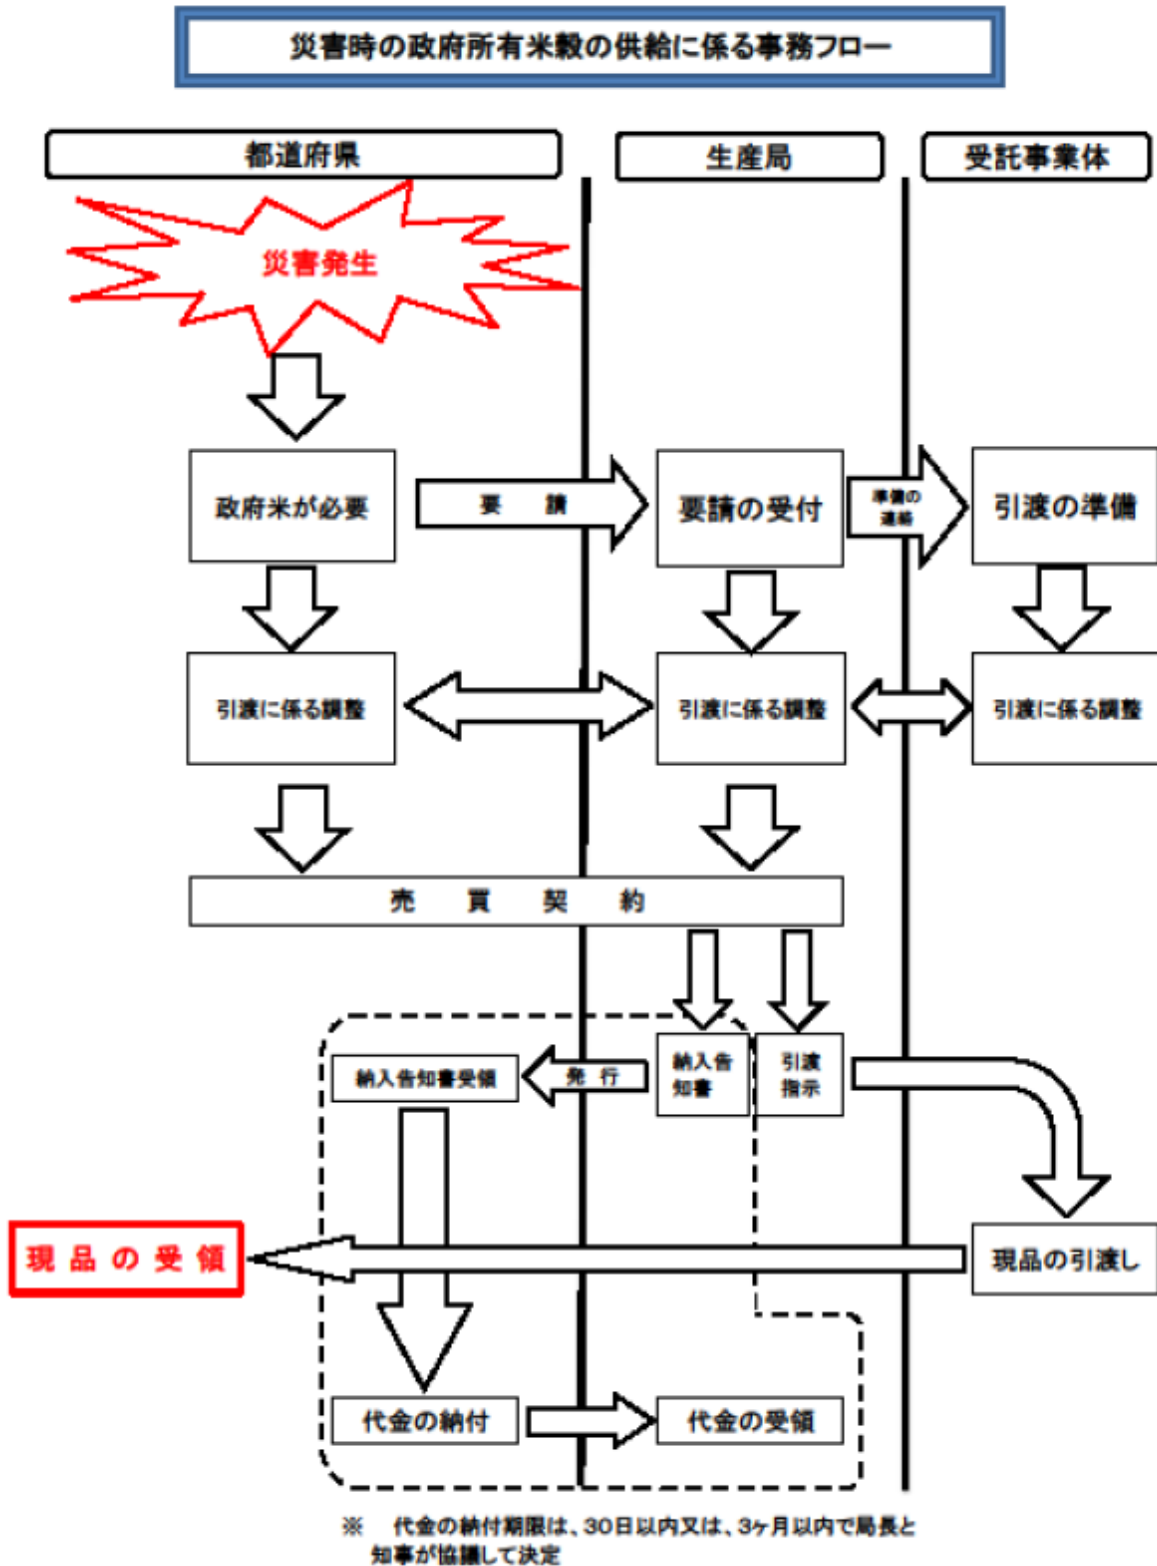 災害時の政府所有米穀の供給に係る事務フロー
都道府県
生産局
受託事業体
災害発生
政府米が必要
要請
要請の受付
準備の
連絡
引渡の準備
引渡に係る調整
引渡に係る調整
引渡に係る調整
売買契約
納入告知書受領
発行
納入告
知書
引渡
指示
現品の受領
現品の引渡し
代金の納付
代金の受領
※ 代金の納付期限は、30日以内又は、3ヶ月以内で局長と
知事が協議して決定